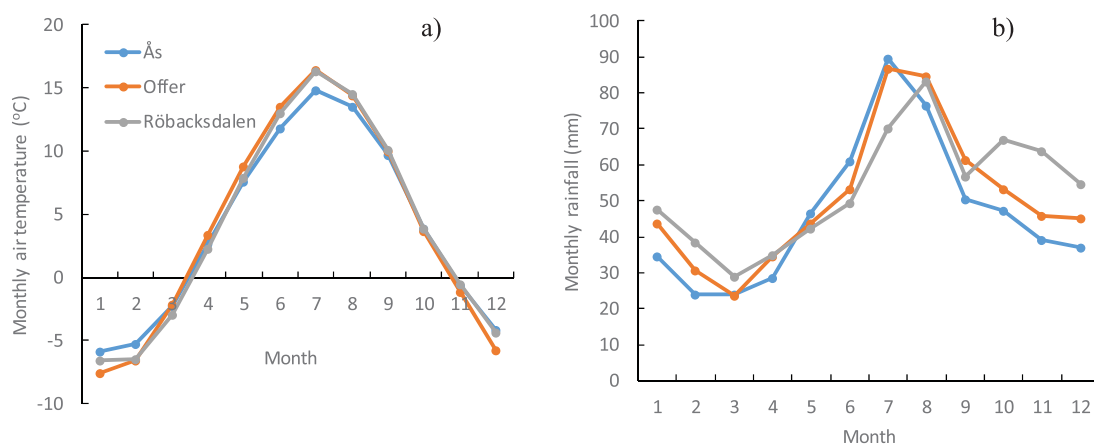 a)
Monthly air temperature (°C)
20
15
10
5
0
-5
-10
Ås
Offer
Röbacksdalen
1 2 3 4 5 6 7 8 9 10 11 12
Month
b)
Monthly rainfall (mm)
100
90
80
70
60
50
40
30
20
10
0
1 2 3 4 5 6 7 8 9 10 11 12
Month